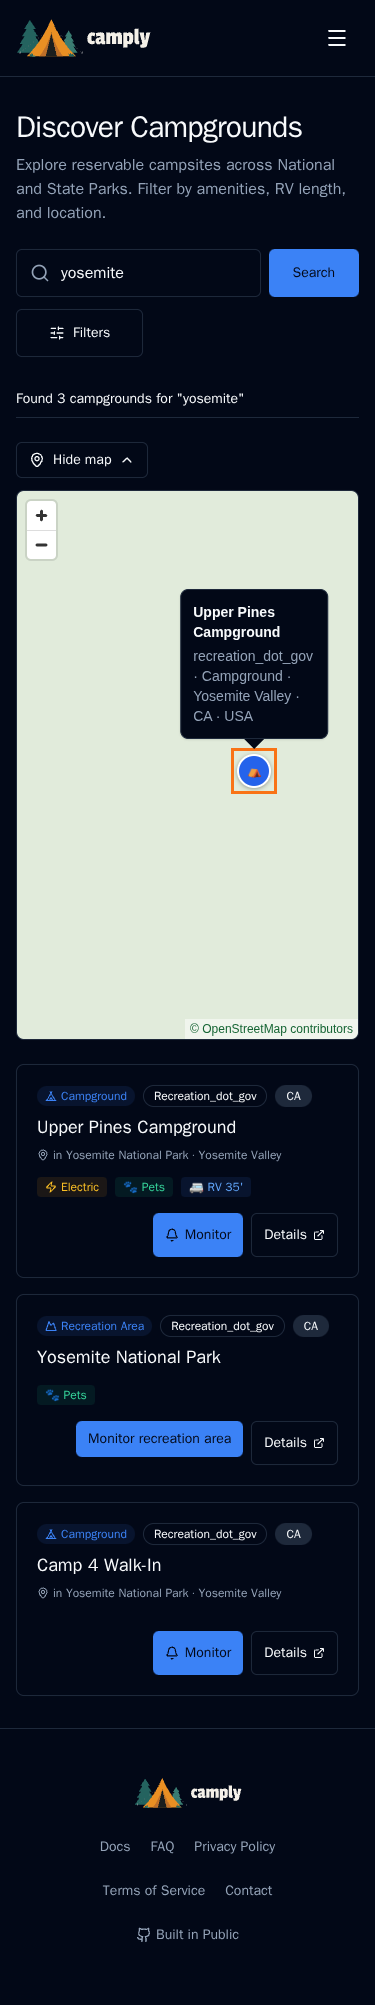 camply
Discover Campgrounds
Explore reservable campsites across National
and State Parks. Filter by amenities, RV length,
and location.
yosemite
Search
Filters
Found 3 campgrounds for "yosemite"
Hide map
Upper Pines
Campground
recreation_dot_gov
· Campground ·
Yosemite Valley ·
CA · USA
© OpenStreetMap contributors
Campground
Recreation_dot_gov
CA
Upper Pines Campground
in Yosemite National Park · Yosemite Valley
Electric
Pets
RV 35'
Monitor
Details
Recreation Area
Recreation_dot_gov
CA
Yosemite National Park
Pets
Monitor recreation area
Details
Campground
Recreation_dot_gov
CA
Camp 4 Walk-In
in Yosemite National Park · Yosemite Valley
Monitor
Details
camply
Docs
FAQ
Privacy Policy
Terms of Service
Contact
Built in Public